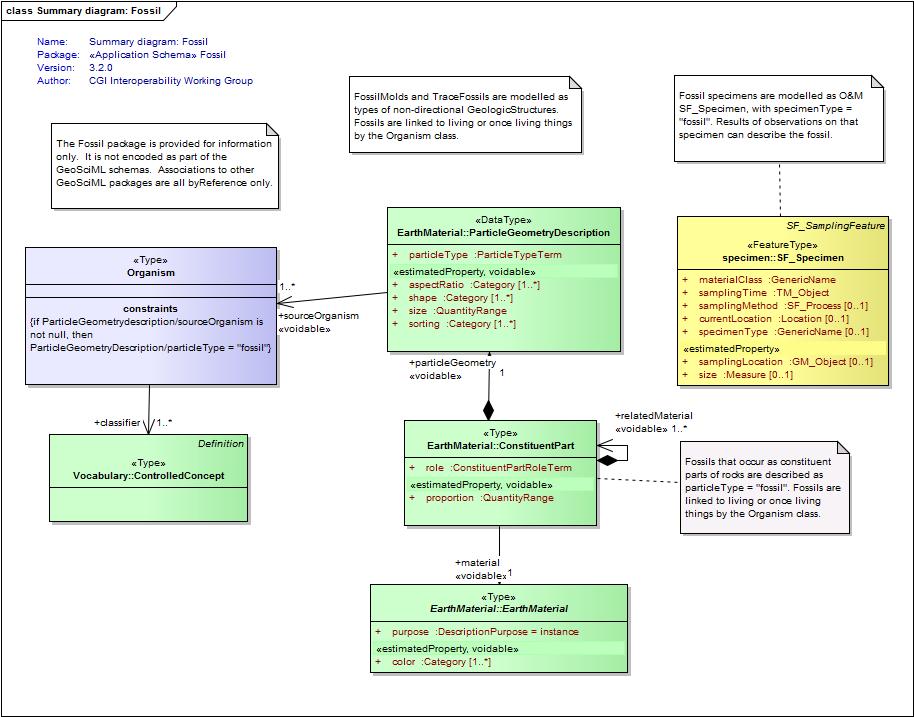 class Summary diagram: Fossil
Name: Summary diagram: Fossil
Package: «Application Schema» Fossil
Version: 3.2.0
Author: CGI Interoperability Working Group
FossilMolds and TraceFossils are modelled as
types of non-directional GeologicStructures.
Fossils are linked to living or once living things
by the Organism class.
Fossil specimens are modelled as O&M
SF_Specimen, with specimenType =
"fossil". Results of observations on that
specimen can describe the fossil.
The Fossil package is provided for information
only. It is not encoded as part of the
GeoSciML schemas. Associations to other
GeoSciML packages are all byReference only.
«DataType»
EarthMaterial::ParticleGeometryDescription
+ particleType :ParticleTypeTerm
«estimatedProperty, voidable»
+ aspectRatio :Category [1..*]
+ shape :Category [1..*]
+ size :QuantityRange
+ sorting :Category [1..*]
SF_SamplingFeature
«FeatureType»
specimen::SF_Specimen
+ materialClass :GenericName
+ samplingTime :TM_Object
+ samplingMethod :SF_Process [0..1]
+ currentLocation :Location [0..1]
+ specimenType :GenericName [0..1]
«estimatedProperty»
+ samplingLocation :GM_Object [0..1]
+ size :Measure [0..1]
«Type»
Organism
constraints
{if ParticleGeometrydescription/sourceOrganism is
not null, then
ParticleGeometryDescription/particleType = "fossil"}
1..*
+sourceOrganism
«voidable»
+particleGeometry
«voidable»
1
+classifier
1..*
Definition
«Type»
Vocabulary::ControlledConcept
«Type»
EarthMaterial::ConstituentPart
+ role :ConstituentPartRoleTerm
«estimatedProperty, voidable»
+ proportion :QuantityRange
+relatedMaterial
«voidable» 1..*
Fossils that occur as constituent
parts of rocks are described as
particleType = "fossil". Fossils are
linked to living or once living
things by the Organism class.
+material
«voidable» 1
«Type»
EarthMaterial::EarthMaterial
+ purpose :DescriptionPurpose = instance
«estimatedProperty, voidable»
+ color :Category [1..*]